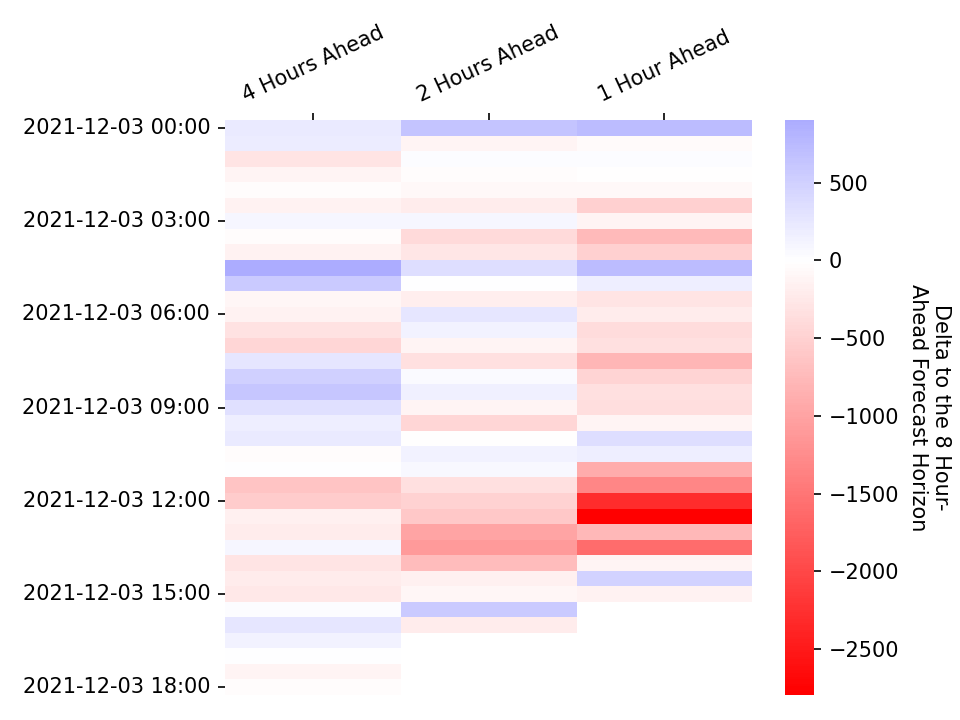 4 Hours Ahead
2 Hours Ahead
1 Hour Ahead
2021-12-03 00:00
2021-12-03 03:00
2021-12-03 06:00
2021-12-03 09:00
2021-12-03 12:00
2021-12-03 15:00
2021-12-03 18:00
500
0
−500
−1000
−1500
−2000
−2500
Delta to the 8 Hour-
Ahead Forecast Horizon